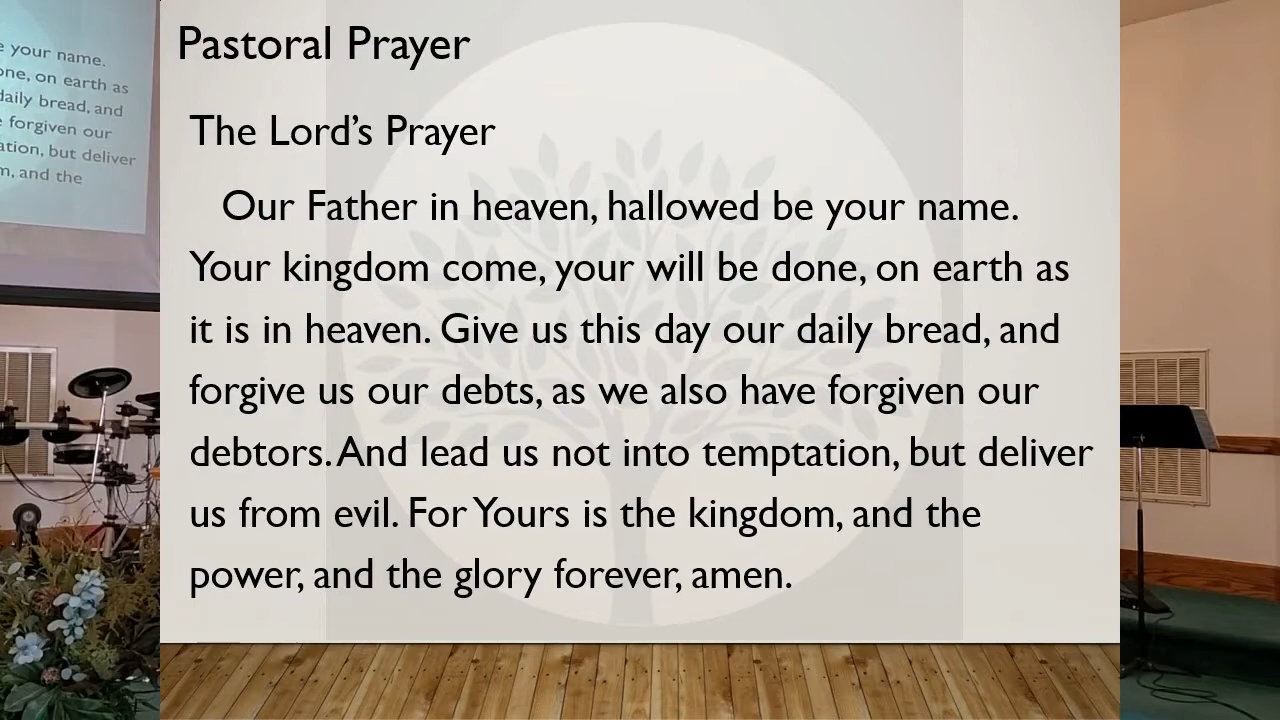 Pastoral Prayer
The Lord's Prayer
Our Father in heaven, hallowed be your name.
Your kingdom come, your will be done, on earth as
it is in heaven. Give us this day our daily bread, and
forgive us our debts, as we also have forgiven our
debtors. And lead us not into temptation, but deliver
us from evil. For Yours is the kingdom, and the
power, and the glory forever, amen.
your name.
on earth as
daily bread, and
forgiven our
but deliver
and the